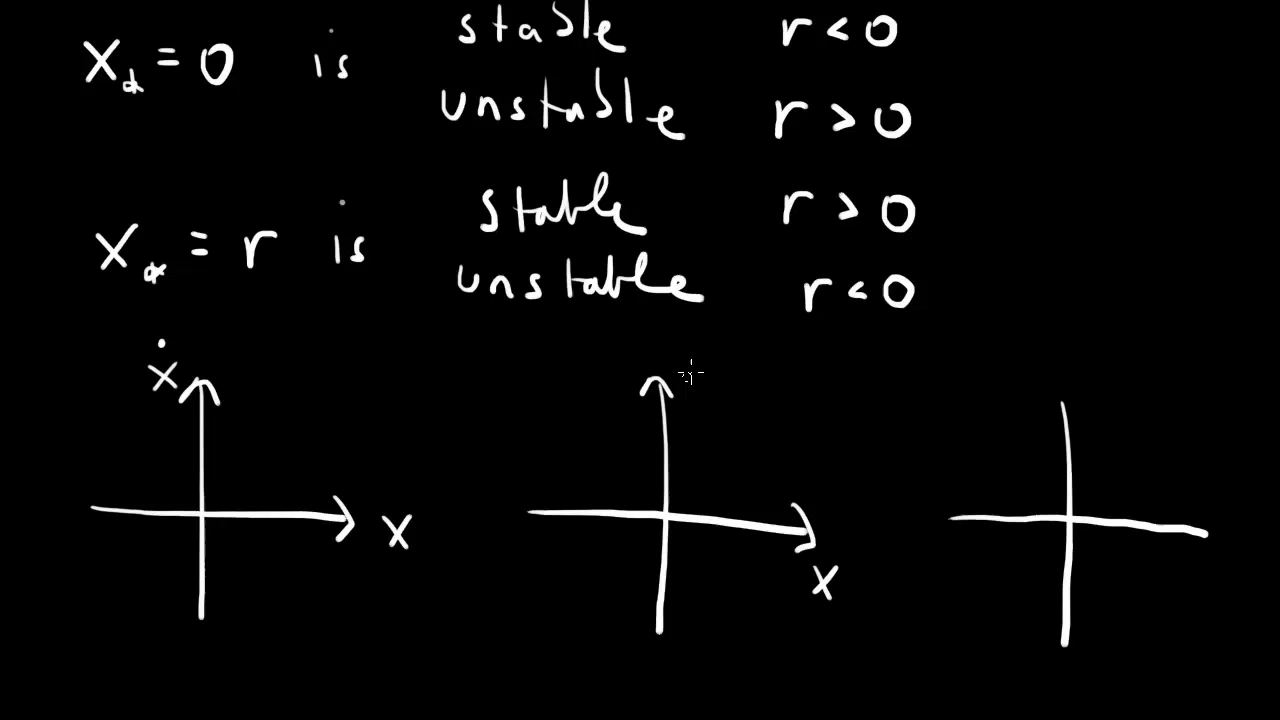 stable r < 0
x* = 0 is
unstable r > 0
stable r > 0
x* = r is
unstable r < 0
ẋ
x
x